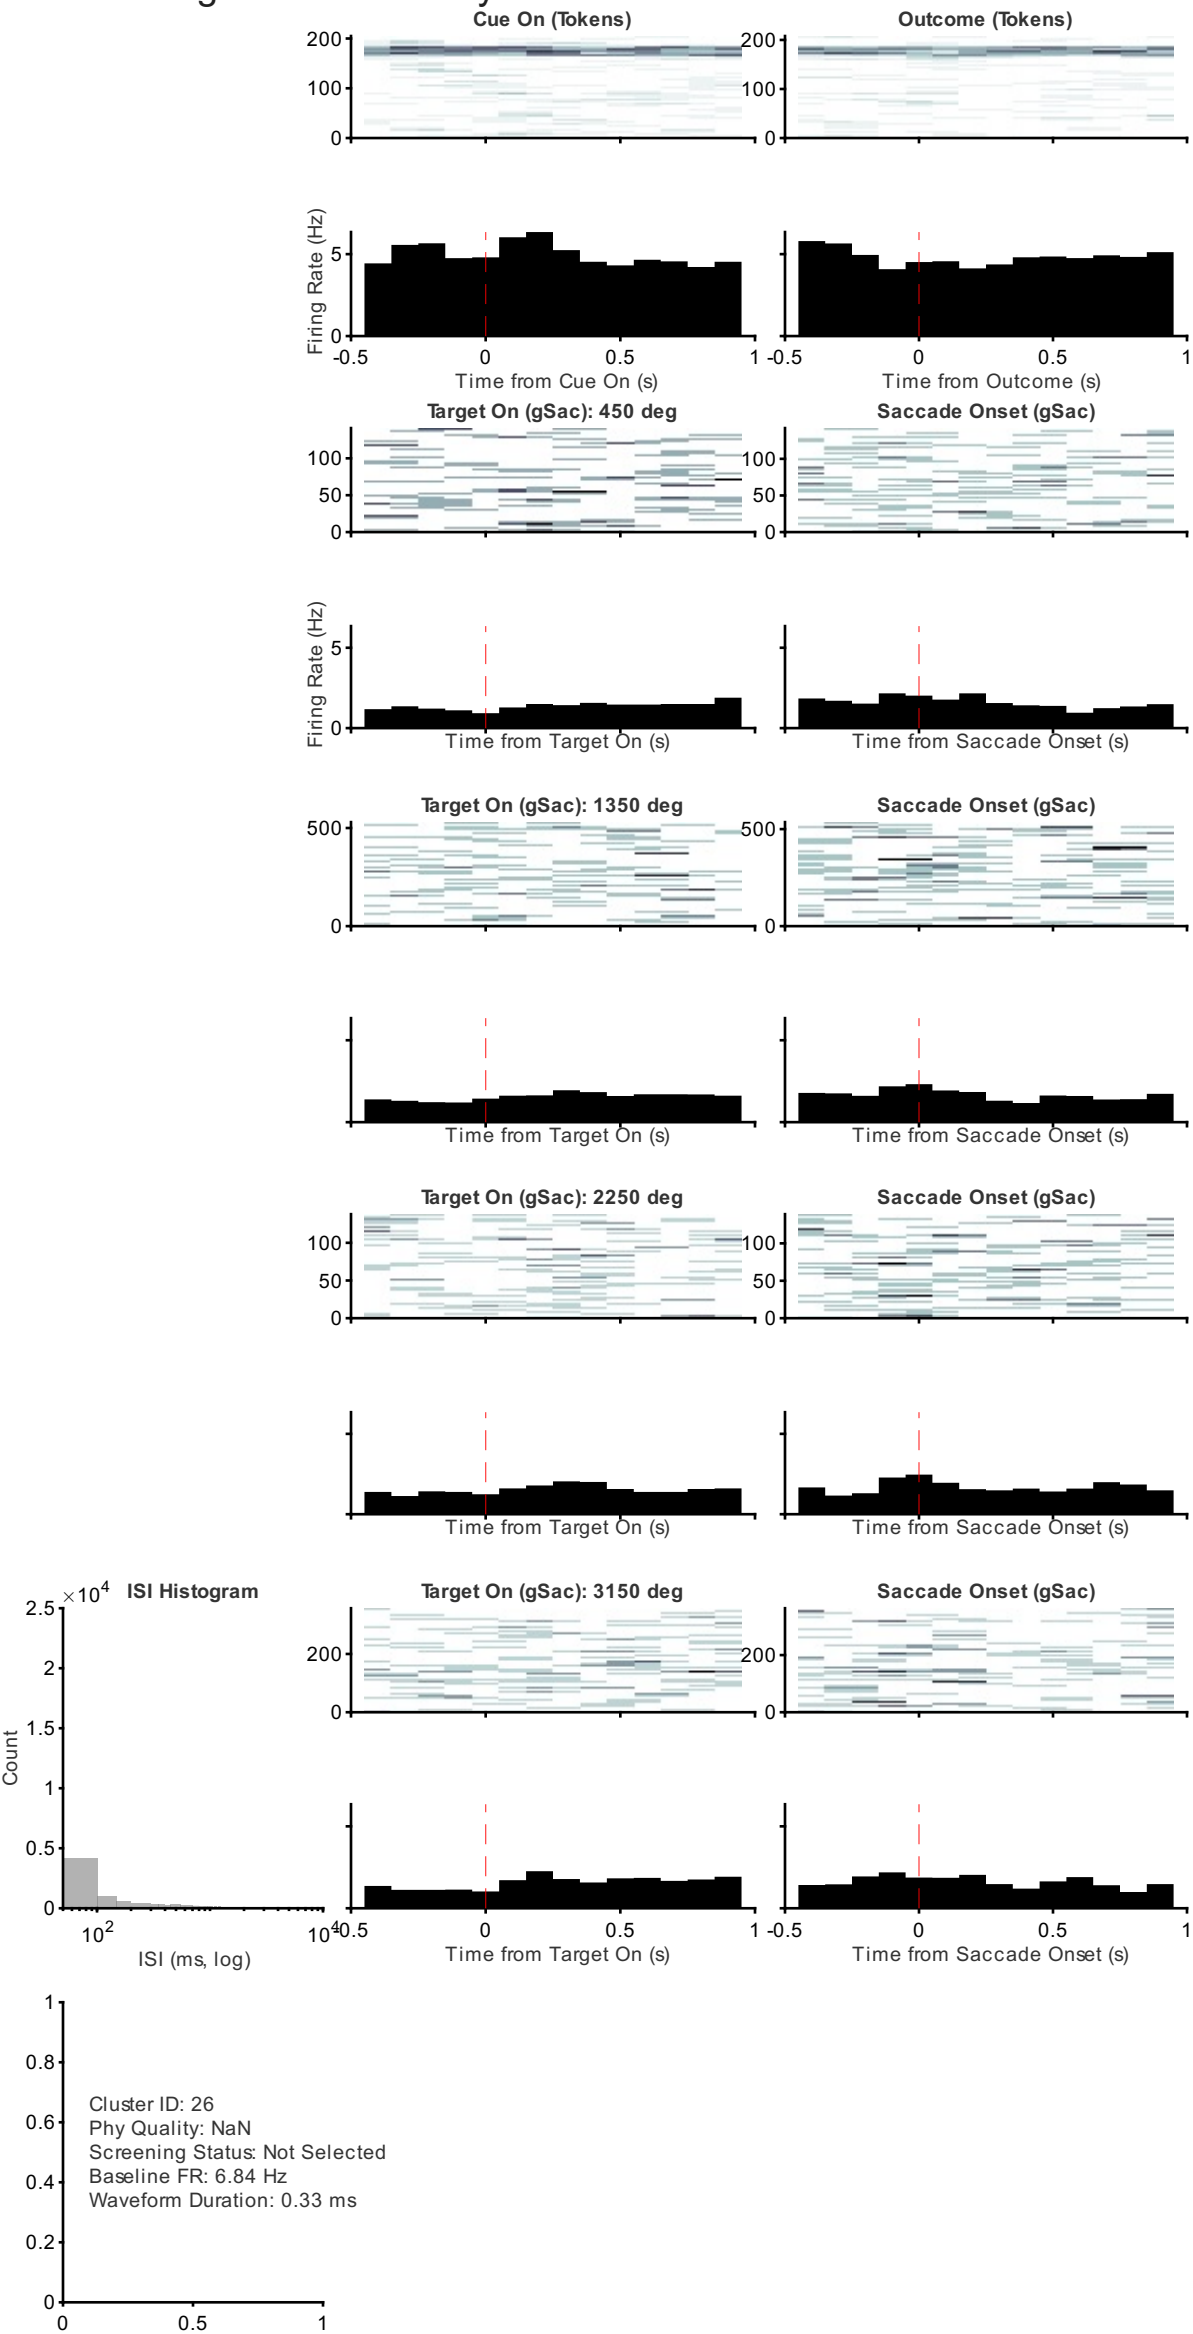 Cue On (Tokens)
Outcome (Tokens)
200
100
0
200
100
0
Firing Rate (Hz)
5
0
-0.5
0
0.5
1
-0.5
0
0.5
1
Time from Cue On (s)
Time from Outcome (s)
Target On (gSac): 450 deg
Saccade Onset (gSac)
100
50
0
100
50
0
Firing Rate (Hz)
5
0
Time from Target On (s)
Time from Saccade Onset (s)
Target On (gSac): 1350 deg
Saccade Onset (gSac)
500
0
500
0
Time from Target On (s)
Time from Saccade Onset (s)
Target On (gSac): 2250 deg
Saccade Onset (gSac)
100
50
0
100
50
0
Time from Target On (s)
Time from Saccade Onset (s)
×10^4
ISI Histogram
Target On (gSac): 3150 deg
Saccade Onset (gSac)
2.5
2
1.5
1
0.5
0
Count
10^2
10^4
ISI (ms, log)
200
0
200
0
-0.5
0
0.5
1
-0.5
0
0.5
1
Time from Target On (s)
Time from Saccade Onset (s)
1
0.8
0.6
0.4
0.2
0
0
0.5
1
Cluster ID: 26
Phy Quality: NaN
Screening Status: Not Selected
Baseline FR: 6.84 Hz
Waveform Duration: 0.33 ms